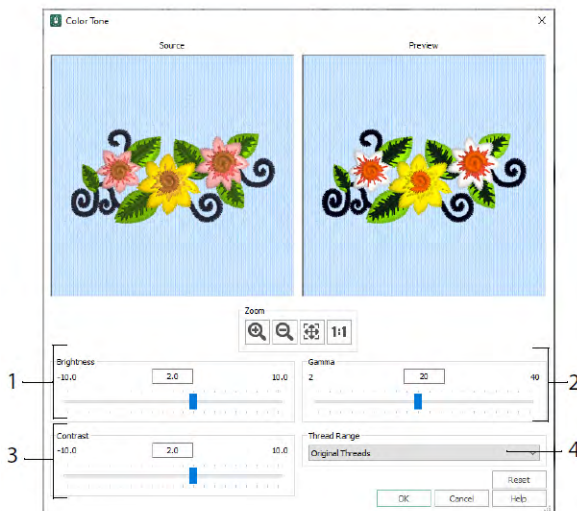 Color Tone
Source Preview
Zoom
1:1
1
Brightness
-10.0 2.0 10.0
Gamma
2 20 40
2
3
Contrast
-10.0 2.0 10.0
Thread Range
Original Threads
4
Reset
OK Cancel Help